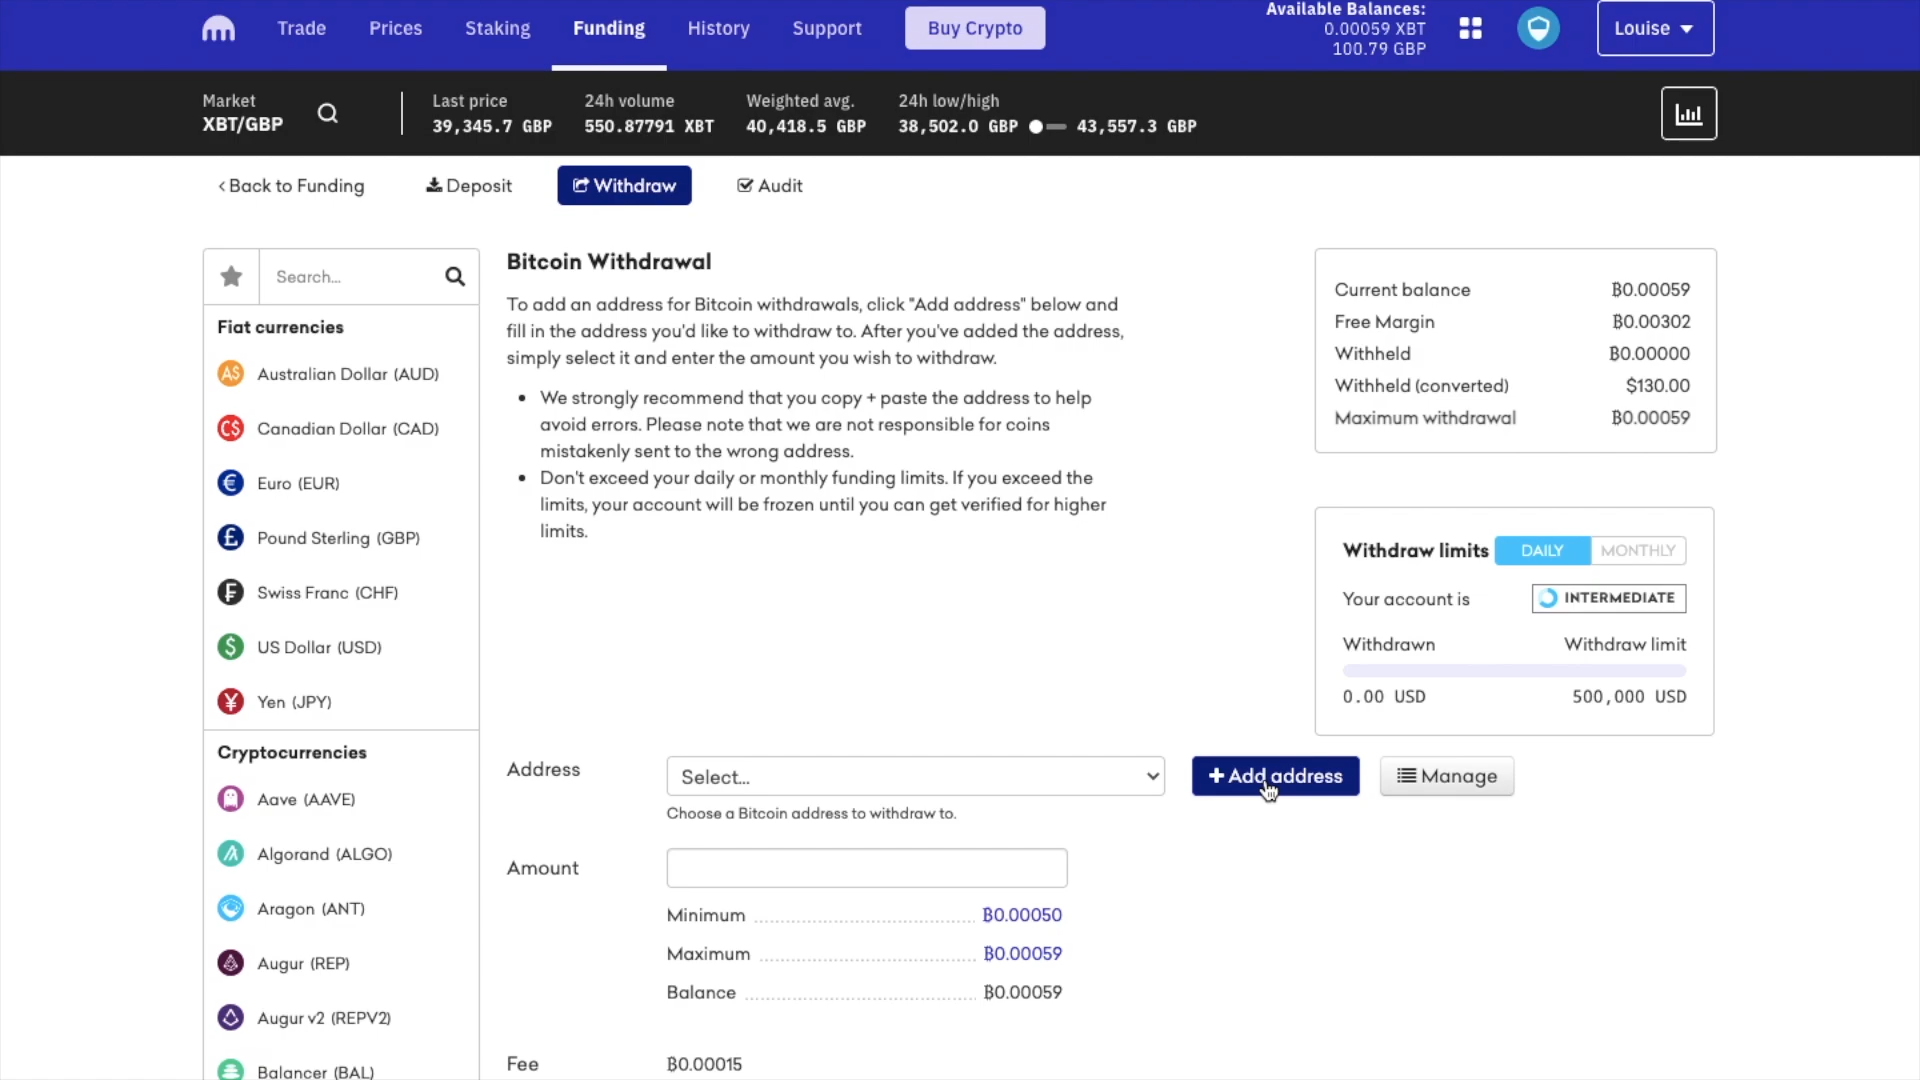 Trade
Prices
Staking
Funding
History
Support
Buy Crypto
Available Balances:
0.00059 XBT
100.79 GBP
Louise
Market
XBT/GBP
Last price
39,345.7 GBP
24h volume
550.87791 XBT
Weighted avg.
40,418.5 GBP
24h low/high
38,502.0 GBP 43,557.3 GBP
Back to Funding
Deposit
Withdraw
Audit
Search...
Fiat currencies
A$ Australian Dollar (AUD)
C$ Canadian Dollar (CAD)
€ Euro (EUR)
£ Pound Sterling (GBP)
Swiss Franc (CHF)
$ US Dollar (USD)
¥ Yen (JPY)
Cryptocurrencies
Aave (AAVE)
Algorand (ALGO)
Aragon (ANT)
Augur (REP)
Augur v2 (REPV2)
Balancer (BAL)
Bitcoin Withdrawal
To add an address for Bitcoin withdrawals, click "Add address" below and
fill in the address you'd like to withdraw to. After you've added the address,
simply select it and enter the amount you wish to withdraw.
• We strongly recommend that you copy + paste the address to help
avoid errors. Please note that we are not responsible for coins
mistakenly sent to the wrong address.
• Don't exceed your daily or monthly funding limits. If you exceed the
limits, your account will be frozen until you can get verified for higher
limits.
Current balance ₿0.00059
Free Margin ₿0.00302
Withheld ₿0.00000
Withheld (converted) $130.00
Maximum withdrawal ₿0.00059
Withdraw limits DAILY MONTHLY
Your account is INTERMEDIATE
Withdrawn Withdraw limit
0.00 USD 500,000 USD
Address
Select...
+ Add address
Manage
Choose a Bitcoin address to withdraw to.
Amount
Minimum ₿0.00050
Maximum ₿0.00059
Balance ₿0.00059
Fee ₿0.00015